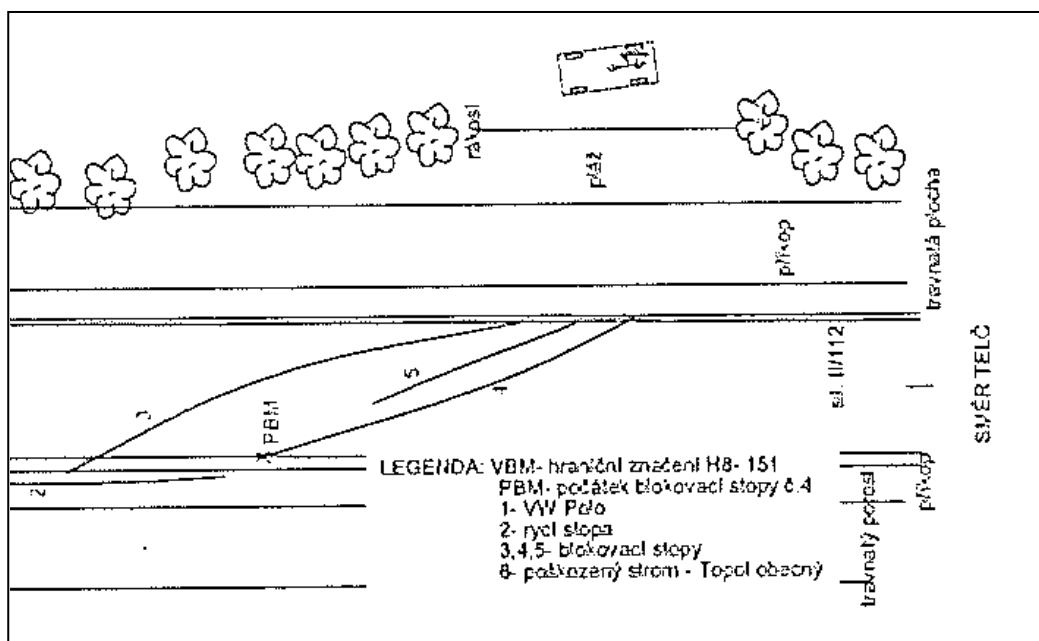 rákosí
pláž
příkop
travnatá plocha
3
5
4
PBM
sil. II/112
SMĚR TELČ
2
LEGENDA: VBM- hraniční značení H8- 151
PBM- počátek blokovací stopy č.4
1- VW Polo
2- rycí stopa
3,4,5- blokovací stopy
6- poškozený strom - Topol obecný
travnatý porost
příkop